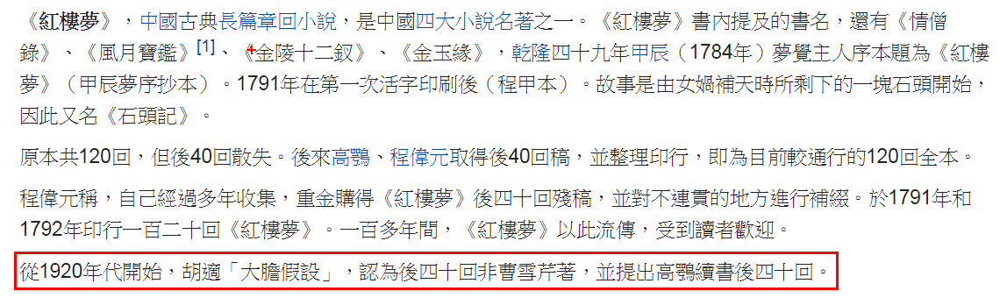 《紅樓夢》，中國古典長篇章回小說，是中國四大小說名著之一。《紅樓夢》書內提及的書名，還有《情僧
錄》、《風月寶鑑》[1]、《金陵十二釵》、《金玉緣》，乾隆四十九年甲辰（1784年）夢覺主人序本題為《紅樓
夢》（甲辰夢序抄本）。1791年在第一次活字印刷後（程甲本）。故事是由女媧補天時所剩下的一塊石頭開始，
因此又名《石頭記》。
原本共120回，但後40回散失。後來高鶚、程偉元取得後40回稿，並整理印行，即為目前較通行的120回全本。
程偉元稱，自己經過多年收集，重金購得《紅樓夢》後四十回殘稿，並對不連貫的地方進行補綴。於1791年和
1792年印行一百二十回《紅樓夢》。一百多年間，《紅樓夢》以此流傳，受到讀者歡迎。
從1920年代開始，胡適「大膽假設」，認為後四十回非曹雪芹著，並提出高鶚續書後四十回。